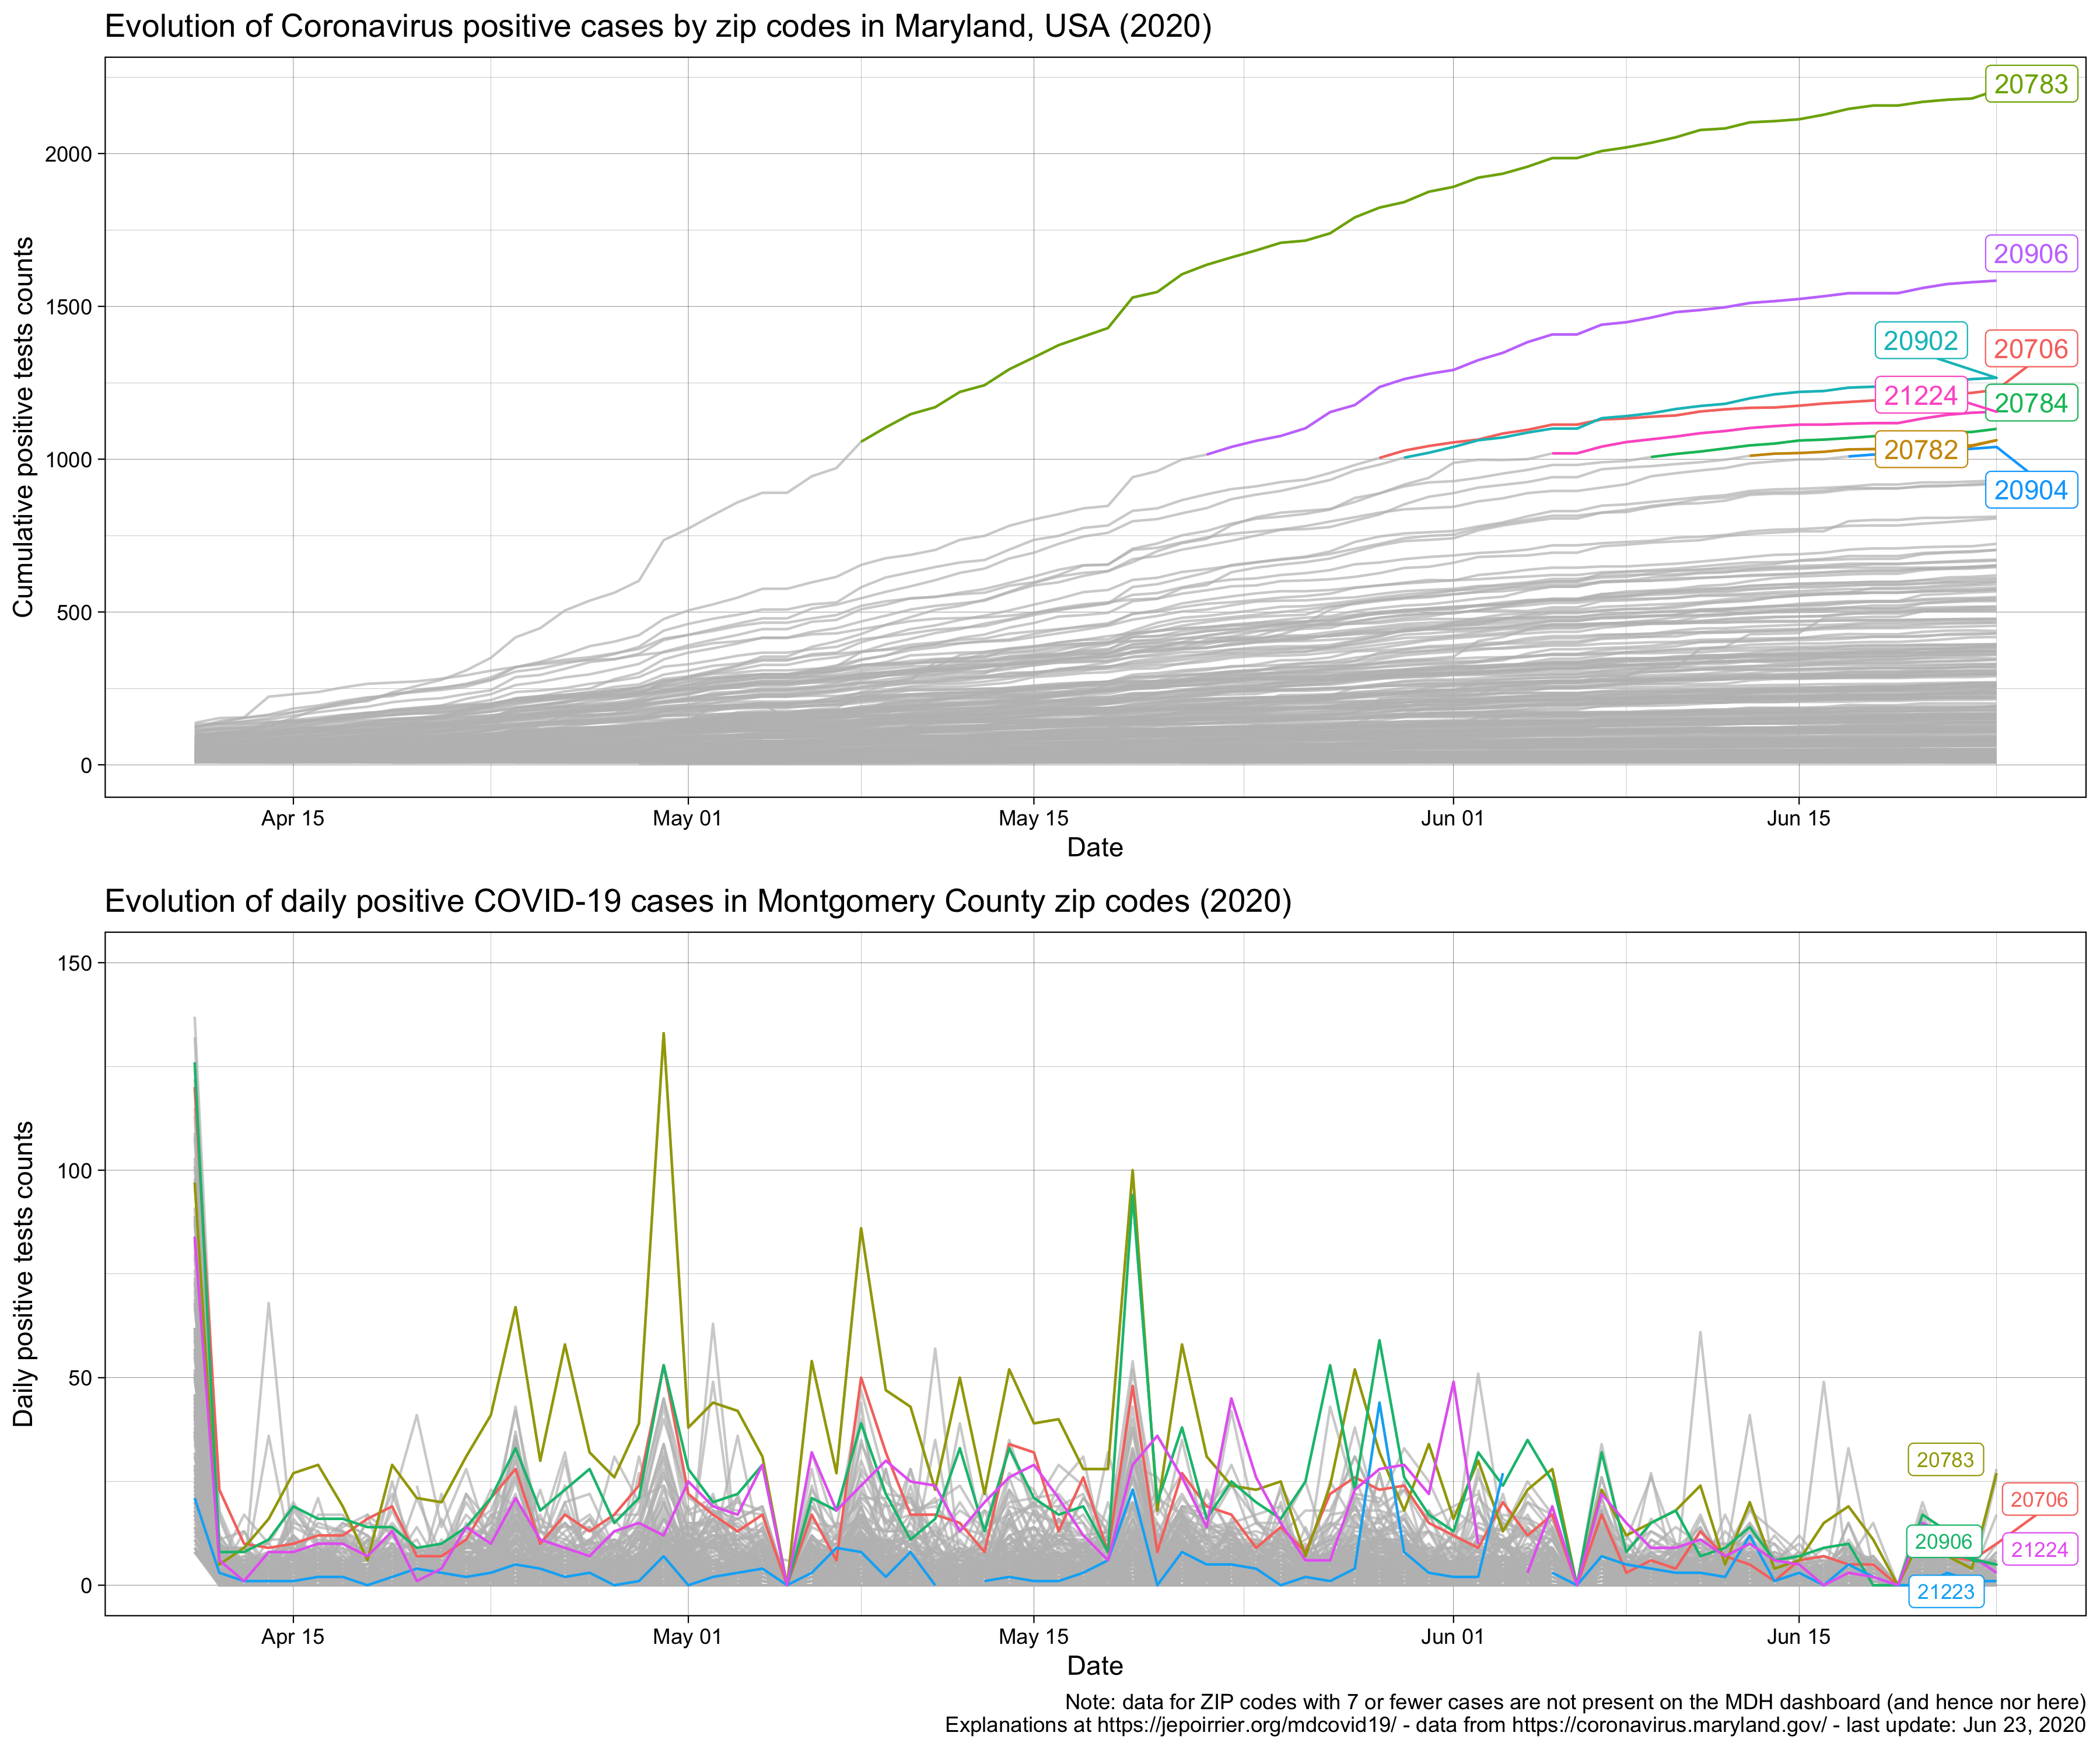 Evolution of Coronavirus positive cases by zip codes in Maryland, USA (2020)
Cumulative positive tests counts
2000
1500
1000
500
0
20783
20906
20902
20706
21224
20784
20782
20904
Apr 15
May 01
May 15
Jun 01
Jun 15
Date
Evolution of daily positive COVID-19 cases in Montgomery County zip codes (2020)
Daily positive tests counts
150
100
50
0
20783
20706
20906
21224
21223
Apr 15
May 01
May 15
Jun 01
Jun 15
Date
Note: data for ZIP codes with 7 or fewer cases are not present on the MDH dashboard (and hence nor here)
Explanations at https://jepoirrier.org/mdcovid19/ - data from https://coronavirus.maryland.gov/ - last update: Jun 23, 2020